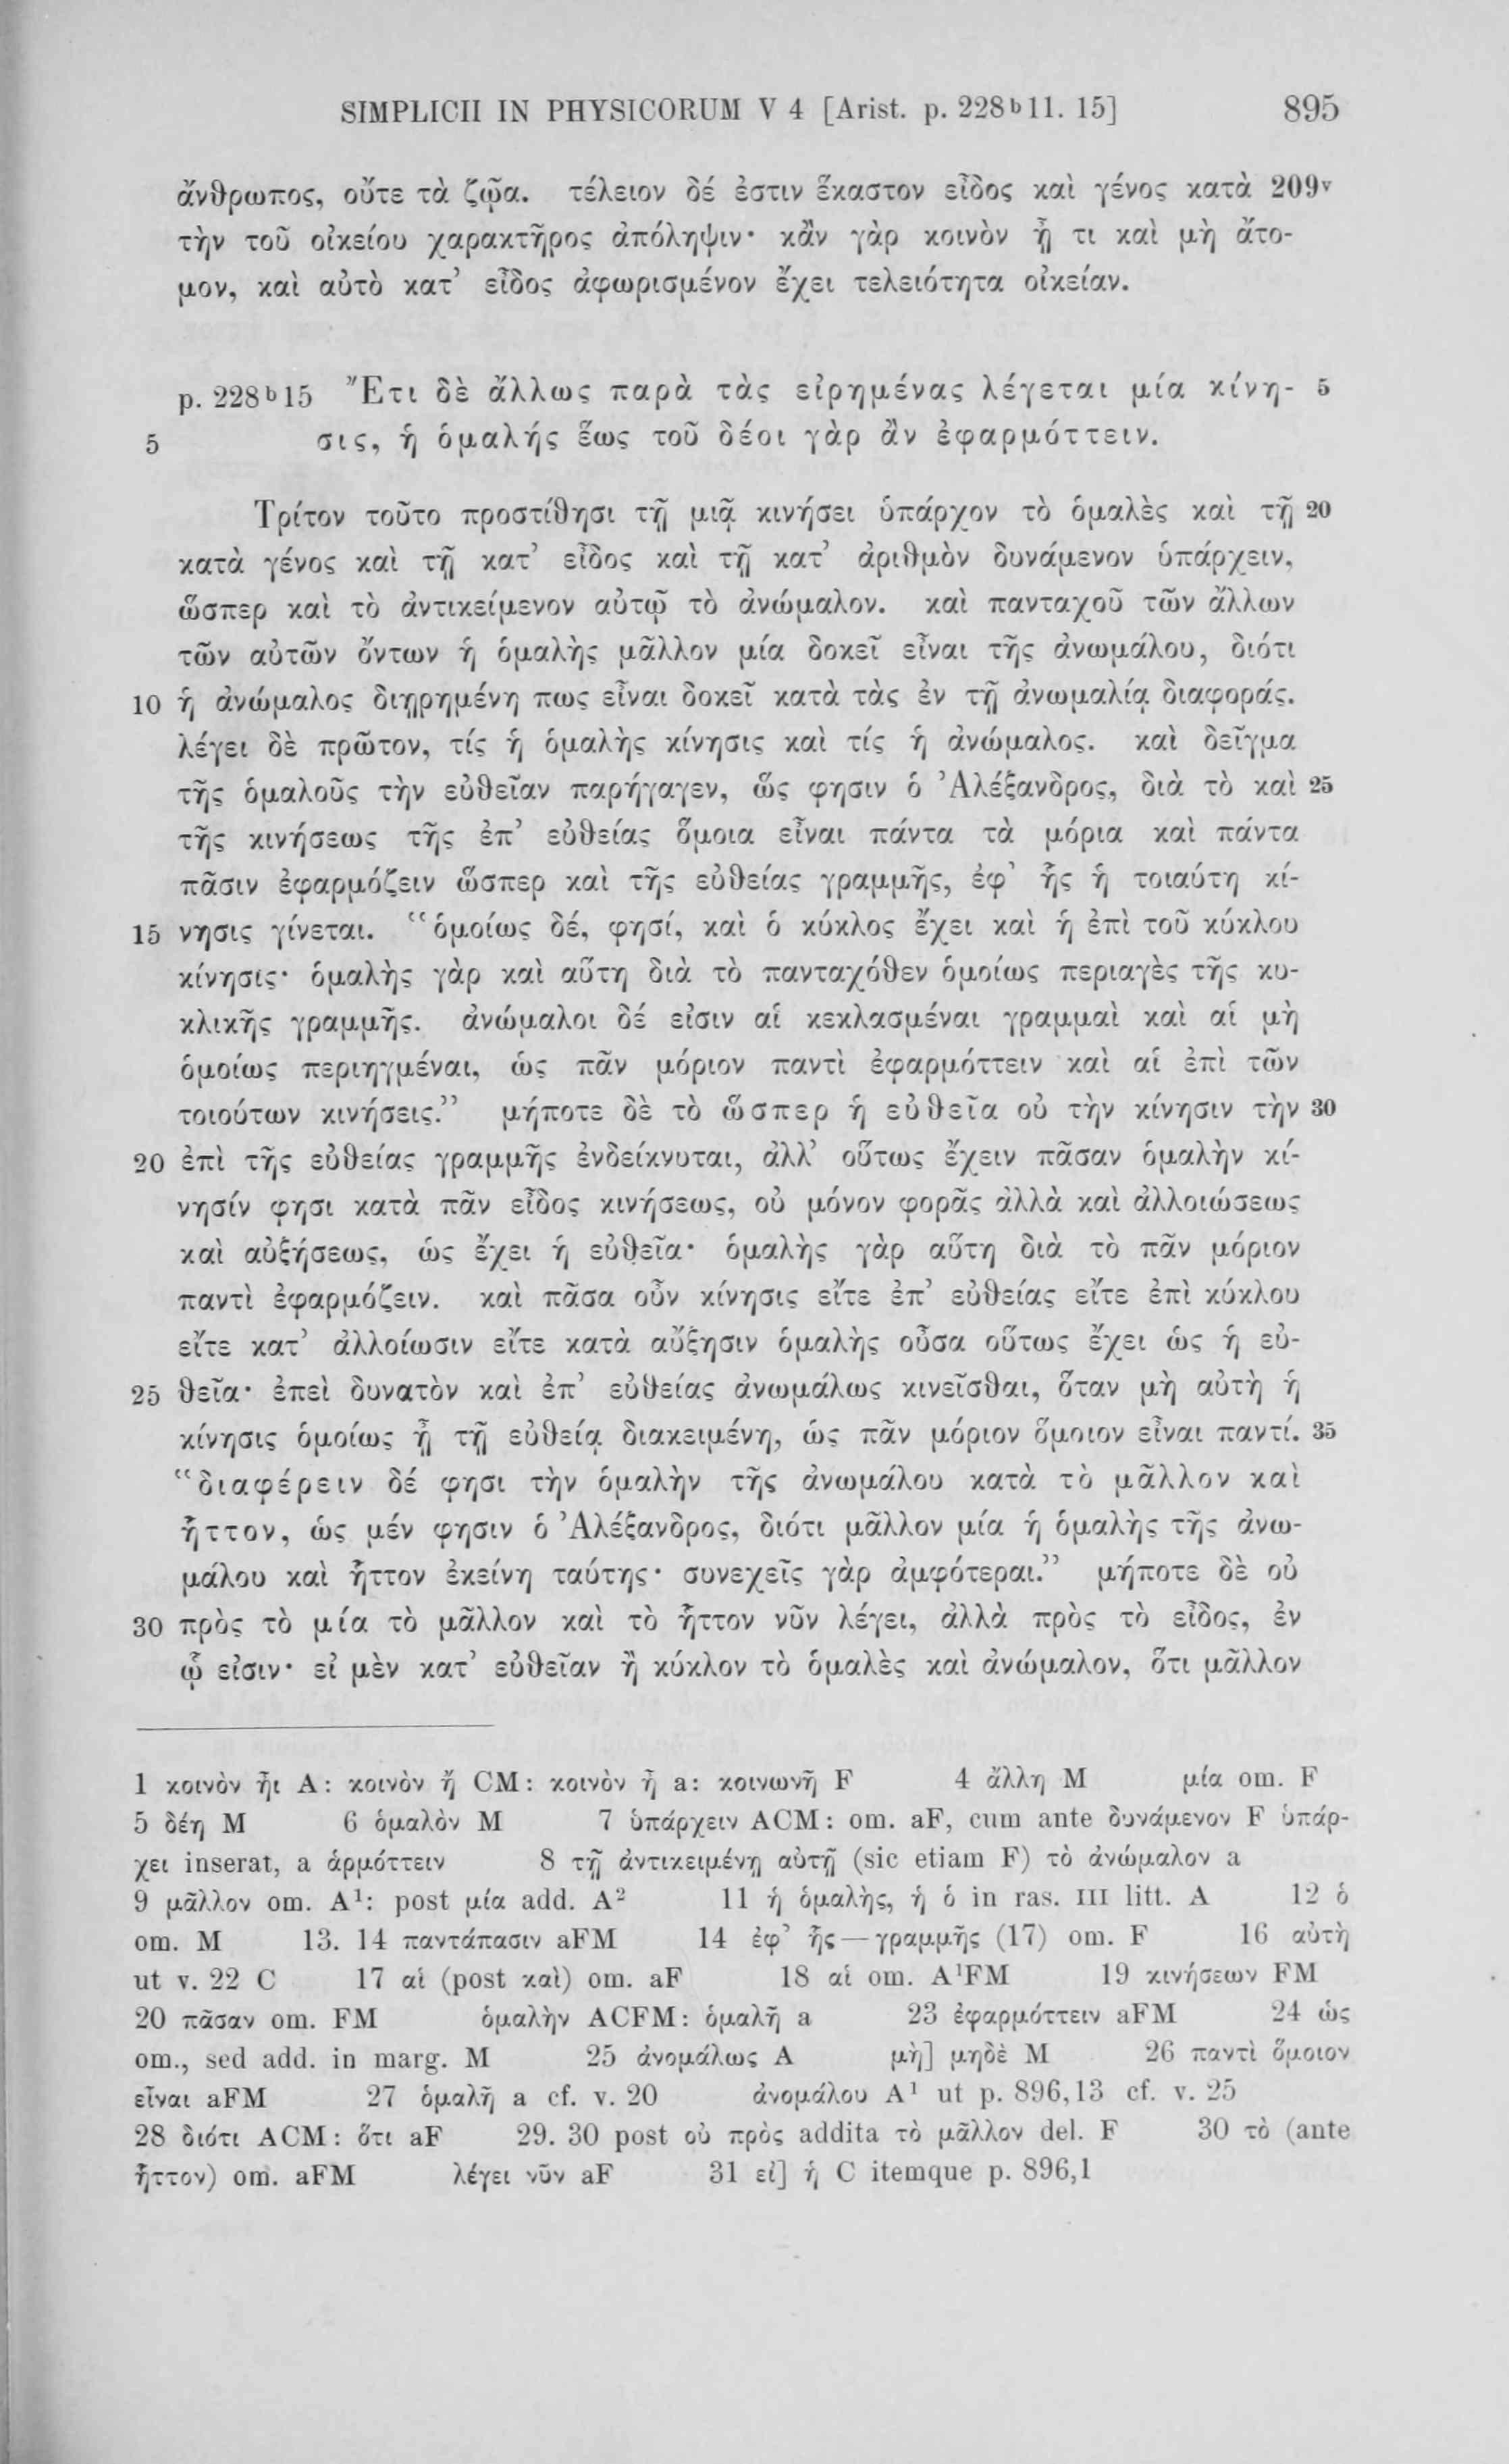 SIMPLICII IN PHYSICORUM V 4 [Arist. p. 228ᵇ11. 15] 895
ἄνθρωπος, οὔτε τὰ ζῷα. τέλειον δέ ἐστιν ἕκαστον εἶδος καὶ γένος κατὰ 209ᵛ
τὴν τοῦ οἰκείου χαρακτῆρος ἀπόληψιν· κἂν γὰρ κοινὸν ᾖ τι καὶ μὴ ἄτο-
μον, καὶ αὐτὸ κατ’ εἶδος ἀφωρισμένον ἔχει τελειότητα οἰκείαν.
p. 228ᵇ15 Ἔτι δὲ ἄλλως παρὰ τὰς εἰρημένας λέγεται μία κίνη- 5
5 σις, ἡ ὁμαλής ἕως τοῦ δέοι γὰρ ἂν ἐφαρμόττειν.
Τρίτον τοῦτο προστίθησι τῇ μιᾷ κινήσει ὑπάρχον τὸ ὁμαλὲς καὶ τῇ 20
κατὰ γένος καὶ τῇ κατ’ εἶδος καὶ τῇ κατ’ ἀριθμὸν δυνάμενον ὑπάρχειν,
ὥσπερ καὶ τὸ ἀντικείμενον αὐτῷ τὸ ἀνώμαλον. καὶ πανταχοῦ τῶν ἄλλων
τῶν αὐτῶν ὄντων ἡ ὁμαλὴς μᾶλλον μία δοκεῖ εἶναι τῆς ἀνωμάλου, διότι
10 ἡ ἀνώμαλος διῃρημένη πως εἶναι δοκεῖ κατὰ τὰς ἐν τῇ ἀνωμαλίᾳ διαφοράς.
λέγει δὲ πρῶτον, τίς ἡ ὁμαλὴς κίνησις καὶ τίς ἡ ἀνώμαλος. καὶ δεῖγμα
τῆς ὁμαλοῦς τὴν εὐθεῖαν παρήγαγεν, ὥς φησιν ὁ Ἀλέξανδρος, διὰ τὸ καὶ 25
τῆς κινήσεως τῆς ἐπ’ εὐθείας ὅμοια εἶναι πάντα τὰ μόρια καὶ πάντα
πᾶσιν ἐφαρμόζειν ὥσπερ καὶ τῆς εὐθείας γραμμῆς, ἐφ’ ἧς ἡ τοιαύτη κί-
15 νησις γίνεται. “ὁμοίως δέ, φησί, καὶ ὁ κύκλος ἔχει καὶ ἡ ἐπὶ τοῦ κύκλου
κίνησις· ὁμαλὴς γὰρ καὶ αὕτη διὰ τὸ πανταχόθεν ὁμοίως περιαγὲς τῆς κυ-
κλικῆς γραμμῆς. ἀνώμαλοι δέ εἰσιν αἱ κεκλασμέναι γραμμαὶ καὶ αἱ μὴ
ὁμοίως περιηγμέναι, ὡς πᾶν μόριον παντὶ ἐφαρμόττειν καὶ αἱ ἐπὶ τῶν
τοιούτων κινήσεις.” μήποτε δὲ τὸ ὥσπερ ἡ εὐθεῖα οὐ τὴν κίνησιν τὴν 30
20 ἐπὶ τῆς εὐθείας γραμμῆς ἐνδείκνυται, ἀλλ’ οὕτως ἔχειν πᾶσαν ὁμαλὴν κί-
νησίν φησι κατὰ πᾶν εἶδος κινήσεως, οὐ μόνον φορᾶς ἀλλὰ καὶ ἀλλοιώσεως
καὶ αὐξήσεως, ὡς ἔχει ἡ εὐθεῖα· ὁμαλὴς γὰρ αὕτη διὰ τὸ πᾶν μόριον
παντὶ ἐφαρμόζειν. καὶ πᾶσα οὖν κίνησις εἴτε ἐπ’ εὐθείας εἴτε ἐπὶ κύκλου
εἴτε κατ’ ἀλλοίωσιν εἴτε κατὰ αὔξησιν ὁμαλὴς οὖσα οὕτως ἔχει ὡς ἡ εὐ-
25 θεῖα· ἐπεὶ δυνατὸν καὶ ἐπ’ εὐθείας ἀνωμάλως κινεῖσθαι, ὅταν μὴ αὐτὴ ἡ
κίνησις ὁμοίως ᾖ τῇ εὐθείᾳ διακειμένη, ὡς πᾶν μόριον ὅμοιον εἶναι παντί. 35
“διαφέρειν δέ φησι τὴν ὁμαλὴν τῆς ἀνωμάλου κατὰ τὸ μᾶλλον καὶ
ἧττον, ὡς μέν φησιν ὁ Ἀλέξανδρος, διότι μᾶλλον μία ἡ ὁμαλὴς τῆς ἀνω-
μάλου καὶ ἧττον ἐκείνη ταύτης· συνεχεῖς γὰρ ἀμφότεραι.” μήποτε δὲ οὐ
30 πρὸς τὸ μία τὸ μᾶλλον καὶ τὸ ἧττον νῦν λέγει, ἀλλὰ πρὸς τὸ εἶδος, ἐν
ᾧ εἰσιν· εἰ μὲν κατ’ εὐθεῖαν ἢ κύκλον τὸ ὁμαλὲς καὶ ἀνώμαλον, ὅτι μᾶλλον
1 κοινὸν ἦι A: κοινὸν ἤ CM: κοινὸν ἦ a: κοινωνῆ F 4 ἄλλη M μία om. F
5 δέη M 6 ὁμαλὸν M 7 ὑπάρχειν ACM: om. aF, cum ante δυνάμενον F ὑπάρ-
χει inserat, a ἁρμόττειν 8 τῇ ἀντικειμένῃ αὐτῇ (sic etiam F) τὸ ἀνώμαλον a
9 μᾶλλον om. A¹: post μία add. A² 11 ἡ ὁμαλὴς, ἡ ὁ in ras. III litt. A 12 ὁ
om. M 13. 14 παντάπασιν aFM 14 ἐφ’ ἧς — γραμμῆς (17) om. F 16 αὐτὴ
ut v. 22 C 17 αἱ (post καὶ) om. aF 18 αἱ om. A¹FM 19 κινήσεων FM
20 πᾶσαν om. FM ὁμαλὴν ACFM: ὁμαλῆ a 23 ἐφαρμόττειν aFM 24 ὡς
om., sed add. in marg. M 25 ἀνομάλως A μὴ] μηδὲ M 26 παντὶ ὅμοιον
εἶναι aFM 27 ὁμαλῆ a cf. v. 20 ἀνομάλου A¹ ut p. 896,13 cf. v. 25
28 διότι ACM: ὅτι aF 29. 30 post οὐ πρὸς addita τὸ μᾶλλον del. F 30 τὸ (ante
ἧττον) om. aFM λέγει νῦν aF 31 εἰ] ἡ C itemque p. 896,1